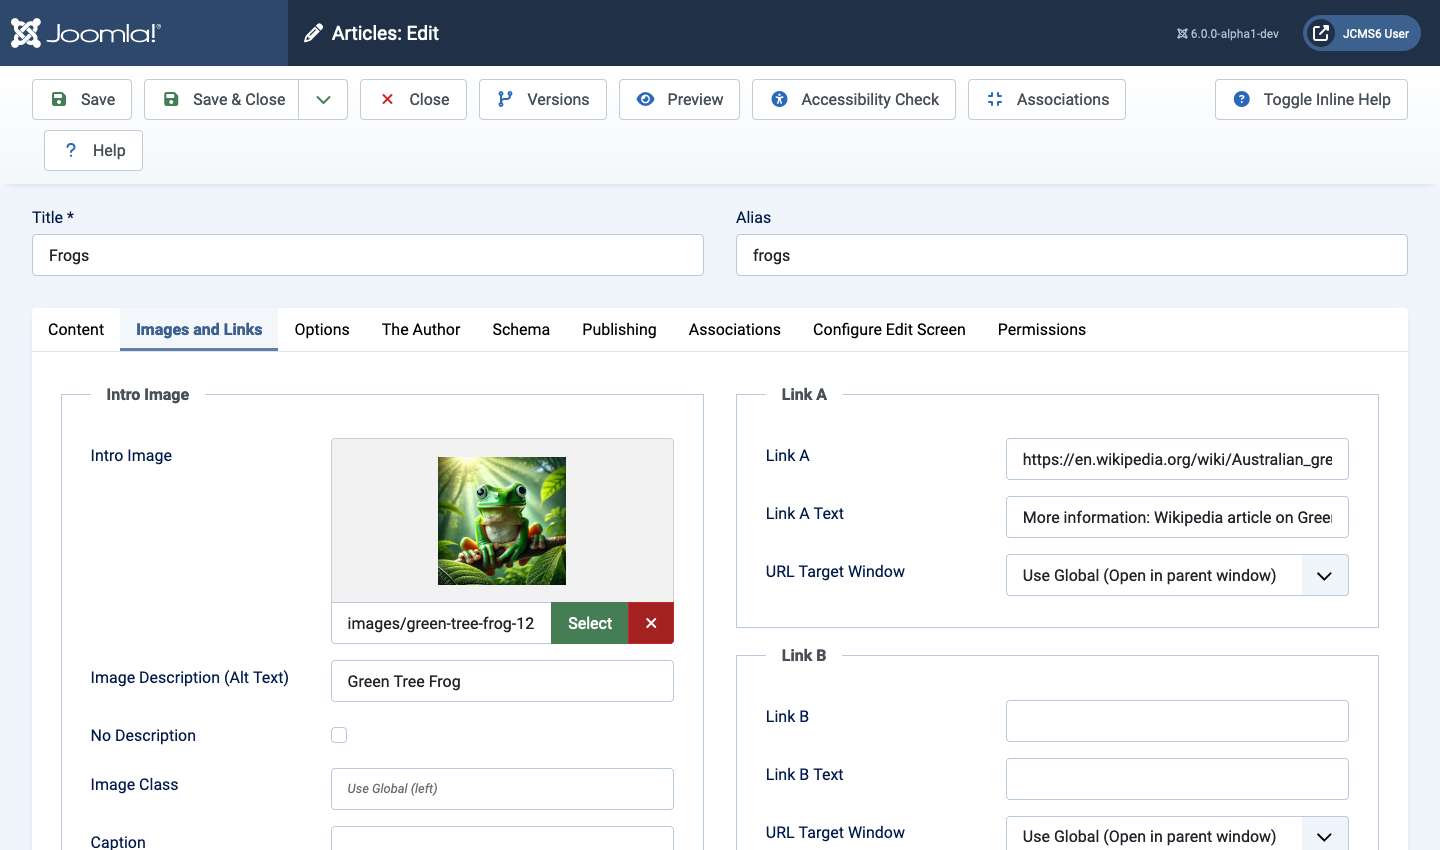 Joomla!®
Articles: Edit
6.0.0-alpha1-dev
JCMS6 User
Save
Save & Close
Close
Versions
Preview
Accessibility Check
Associations
Toggle Inline Help
Help
Title *
Alias
Frogs
frogs
Content
Images and Links
Options
The Author
Schema
Publishing
Associations
Configure Edit Screen
Permissions
Intro Image
Intro Image
images/green-tree-frog-12
Select
Image Description (Alt Text)
Green Tree Frog
No Description
Image Class
Use Global (left)
Caption
Link A
Link A
https://en.wikipedia.org/wiki/Australian_gre
Link A Text
More information: Wikipedia article on Gree
URL Target Window
Use Global (Open in parent window)
Link B
Link B
Link B Text
URL Target Window
Use Global (Open in parent window)